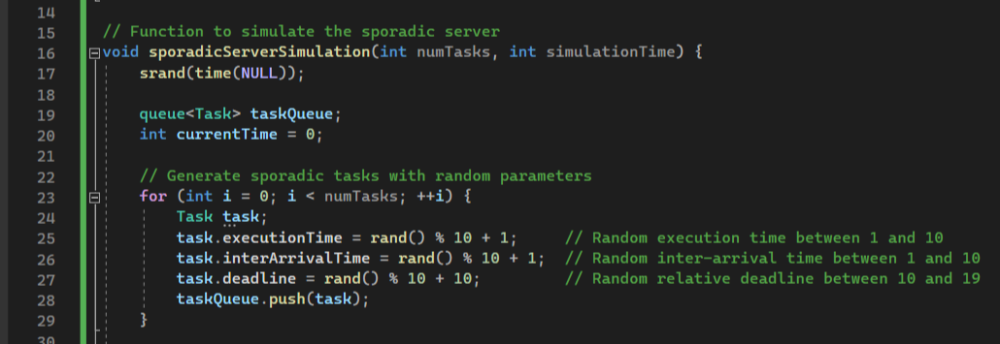 14
15 // Function to simulate the sporadic server
16 void sporadicServerSimulation(int numTasks, int simulationTime) {
17 srand(time(NULL));
18
19 queue<Task> taskQueue;
20 int currentTime = 0;
21
22 // Generate sporadic tasks with random parameters
23 for (int i = 0; i < numTasks; ++i) {
24 Task task;
25 task.executionTime = rand() % 10 + 1; // Random execution time between 1 and 10
26 task.interArrivalTime = rand() % 10 + 1; // Random inter-arrival time between 1 and 10
27 task.deadline = rand() % 10 + 10; // Random relative deadline between 10 and 19
28 taskQueue.push(task);
29 }
30